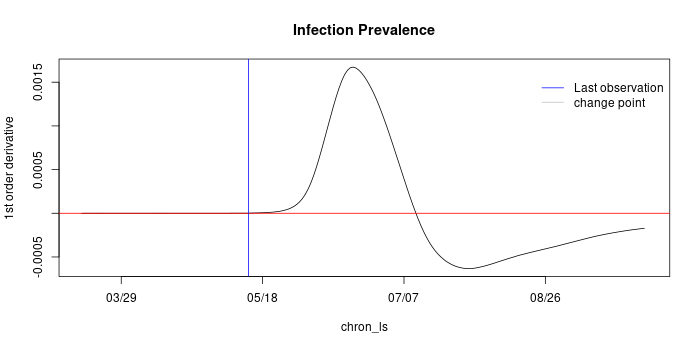 Infection Prevalence
1st order derivative
0.0015
0.0005
-0.0005
Last observation
change point
03/29
05/18
07/07
08/26
chron_ls